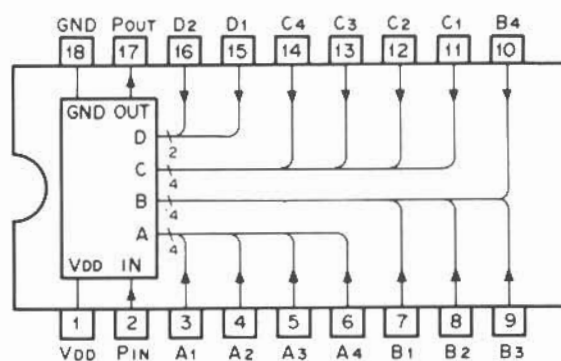 GND POUT D2 D1 C4 C3 C2 C1 B4
18 17 16 15 14 13 12 11 10
GND OUT
D 2
C 4
B 4
A 4
VDD IN
1 2 3 4 5 6 7 8 9
VDD PIN A1 A2 A3 A4 B1 B2 B3